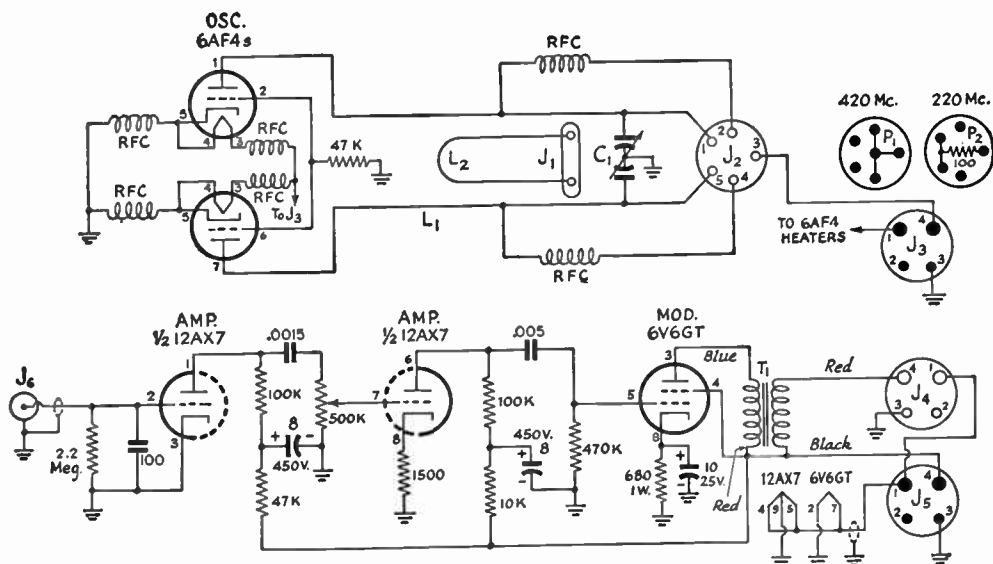 OSC.
6AF4s
1
2
5
4
3
RFC
RFC
47 K
RFC
RFC
To J3
4
3
5
6
7
L1
L2
J1
RFC
C1
RFC
1
2
3
J2
5
4
420 Mc.
P1
220 Mc.
P2
100
TO 6AF4
HEATERS
1
4
J3
2
3
J6
2.2
Meg.
100
AMP.
½ 12AX7
1
2
3
.0015
100K
8
+
-
450V.
47K
500K
AMP.
½ 12AX7
6
7
8
1500
.005
100K
450V.
+
8
-
10K
470K
MOD.
6V6GT
3
5
4
8
680
1W.
+
10
-
25V.
Blue
T1
Red
Red
Black
4
1
J4
3
2
12AX7 6V6GT
4 9 5
2 7
1
4
J5
2
3